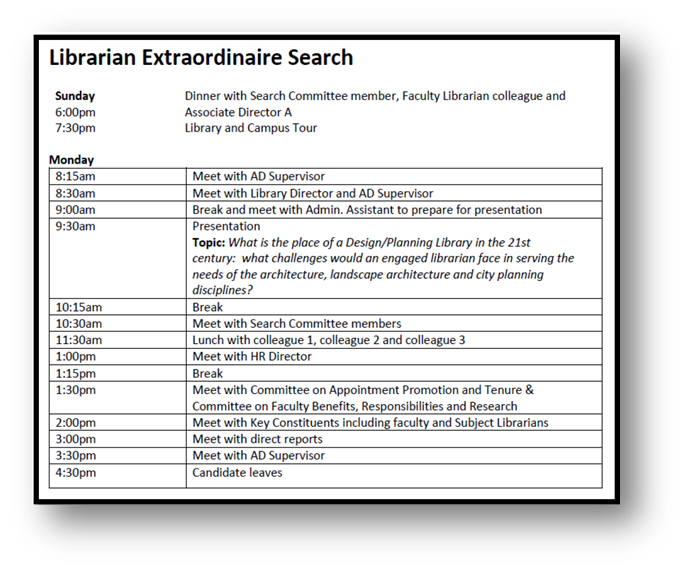 Librarian Extraordinaire Search
Sunday Dinner with Search Committee member, Faculty Librarian colleague and
6:00pm Associate Director A
7:30pm Library and Campus Tour
Monday
8:15am Meet with AD Supervisor
8:30am Meet with Library Director and AD Supervisor
9:00am Break and meet with Admin. Assistant to prepare for presentation
9:30am Presentation
Topic: What is the place of a Design/Planning Library in the 21st
century: what challenges would an engaged librarian face in serving the
needs of the architecture, landscape architecture and city planning
disciplines?
10:15am Break
10:30am Meet with Search Committee members
11:30am Lunch with colleague 1, colleague 2 and colleague 3
1:00pm Meet with HR Director
1:15pm Break
1:30pm Meet with Committee on Appointment Promotion and Tenure &
Committee on Faculty Benefits, Responsibilities and Research
2:00pm Meet with Key Constituents including faculty and Subject Librarians
3:00pm Meet with direct reports
3:30pm Meet with AD Supervisor
4:30pm Candidate leaves